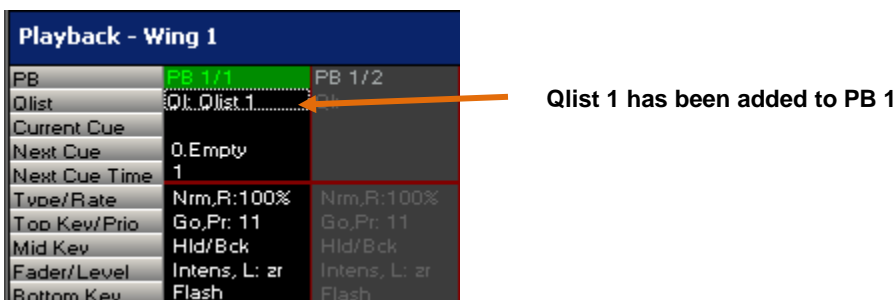 Playback - Wing 1
PB PB 1/1 PB 1/2
Qlist Ql: Qlist 1 Ql:
Current Cue
Next Cue 0.Empty
Next Cue Time 1
Type/Rate Nrm,R:100% Nrm,R:100%
Top Key/Prio Go,Pr: 11 Go,Pr: 11
Mid Key Hld/Bck Hld/Bck
Fader/Level Intens, L: zr Intens, L: zr
Bottom Key Flash Flash
Qlist 1 has been added to PB 1